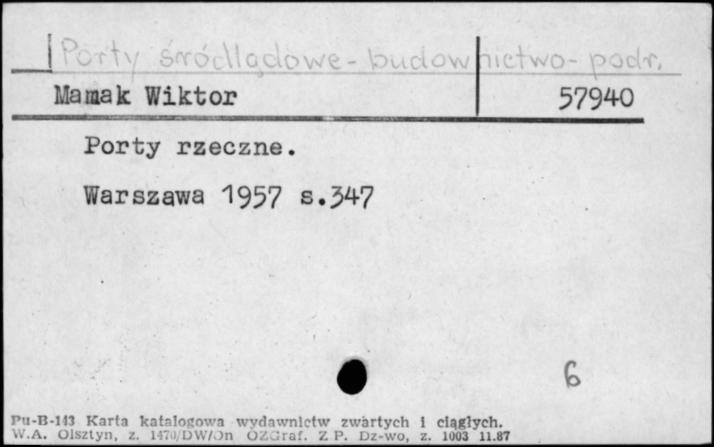 Porty śródlądowe - budownictwo - podr.
Mamak Wiktor 57940
Porty rzeczne.
Warszawa 1957 s.347
6
Pu-B-143 Karta katalogowa wydawnictw zwartych i ciągłych.
W.A. Olsztyn, z. 1470/DW/On OZGraf. Z P. Dz-wo, z. 1003 11.87